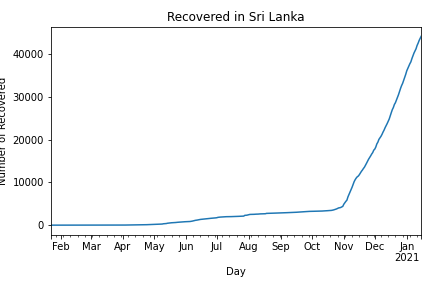 Recovered in Sri Lanka
Number of Recovered
40000
30000
20000
10000
0
Feb Mar Apr May Jun Jul Aug Sep Oct Nov Dec Jan
2021
Day